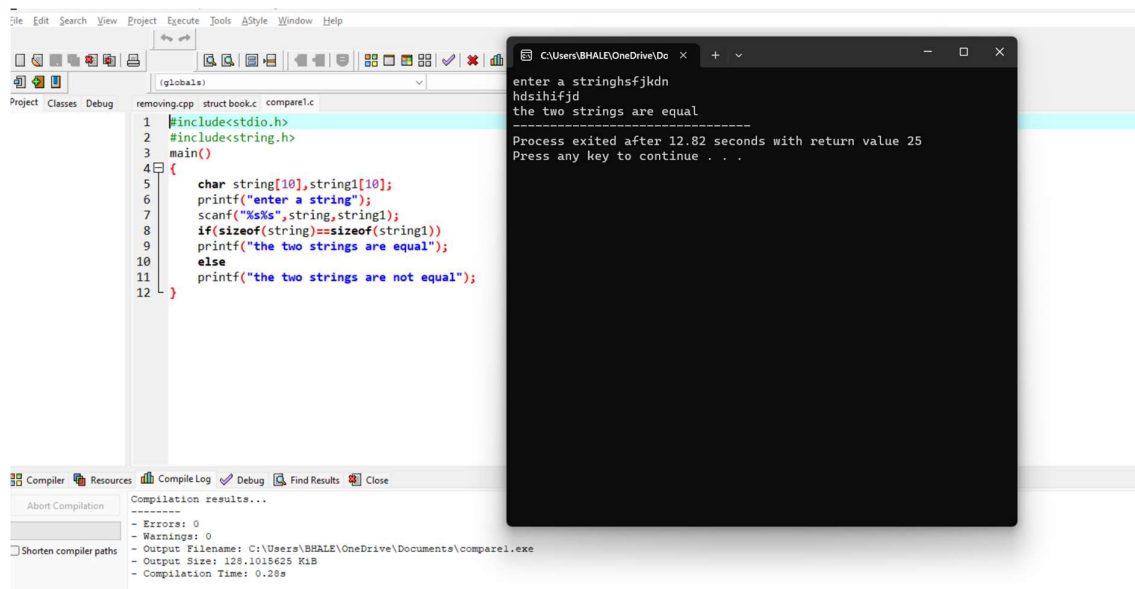 File Edit Search View Project Execute Tools AStyle Window Help
(globals)
Project Classes Debug
removing.cpp struct book.c compare1.c
1 #include<stdio.h>
2 #include<string.h>
3 main()
4 {
5 char string[10],string1[10];
6 printf("enter a string");
7 scanf("%s%s",string,string1);
8 if(sizeof(string)==sizeof(string1))
9 printf("the two strings are equal");
10 else
11 printf("the two strings are not equal");
12 }
C:\Users\BHALE\OneDrive\Do
enter a stringhsfjkdn
hdsihifjd
the two strings are equal
--------------------------------
Process exited after 12.82 seconds with return value 25
Press any key to continue . . .
Compiler Resources Compile Log Debug Find Results Close
Abort Compilation
Shorten compiler paths
Compilation results...
--------
- Errors: 0
- Warnings: 0
- Output Filename: C:\Users\BHALE\OneDrive\Documents\compare1.exe
- Output Size: 128.1015625 KiB
- Compilation Time: 0.28s